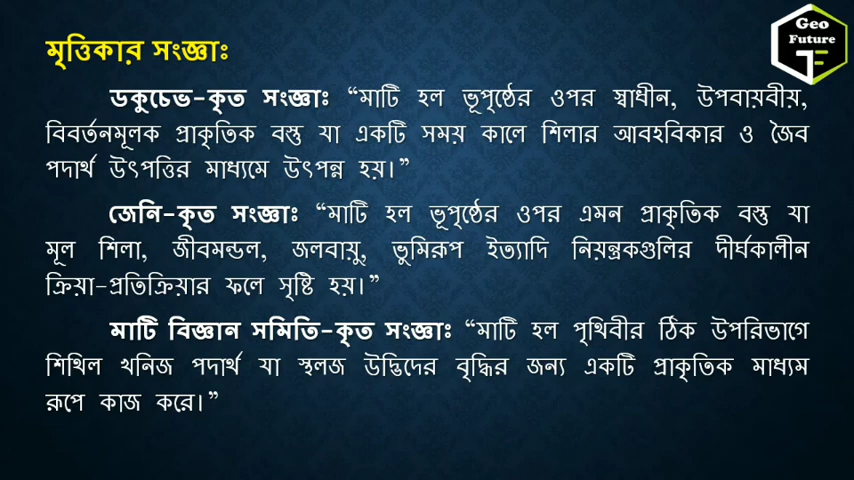 Geo
Future
মৃত্তিকার সংজ্ঞাঃ
ডকুচেভ-কৃত সংজ্ঞাঃ “মাটি হল ভূপৃষ্ঠের ওপর স্বাধীন, উপবায়বীয়,
বিবর্তনমূলক প্রাকৃতিক বস্তু যা একটি সময় কালে শিলার আবহবিকার ও জৈব
পদার্থ উৎপত্তির মাধ্যমে উৎপন্ন হয়।”
জেনি-কৃত সংজ্ঞাঃ “মাটি হল ভূপৃষ্ঠের ওপর এমন প্রাকৃতিক বস্তু যা
মূল শিলা, জীবমন্ডল, জলবায়ু, ভুমিরূপ ইত্যাদি নিয়ন্ত্রকগুলির দীর্ঘকালীন
ক্রিয়া-প্রতিক্রিয়ার ফলে সৃষ্টি হয়।”
মাটি বিজ্ঞান সমিতি-কৃত সংজ্ঞাঃ “মাটি হল পৃথিবীর ঠিক উপরিভাগে
শিথিল খনিজ পদার্থ যা স্থলজ উদ্ভিদের বৃদ্ধির জন্য একটি প্রাকৃতিক মাধ্যম
রূপে কাজ করে।”